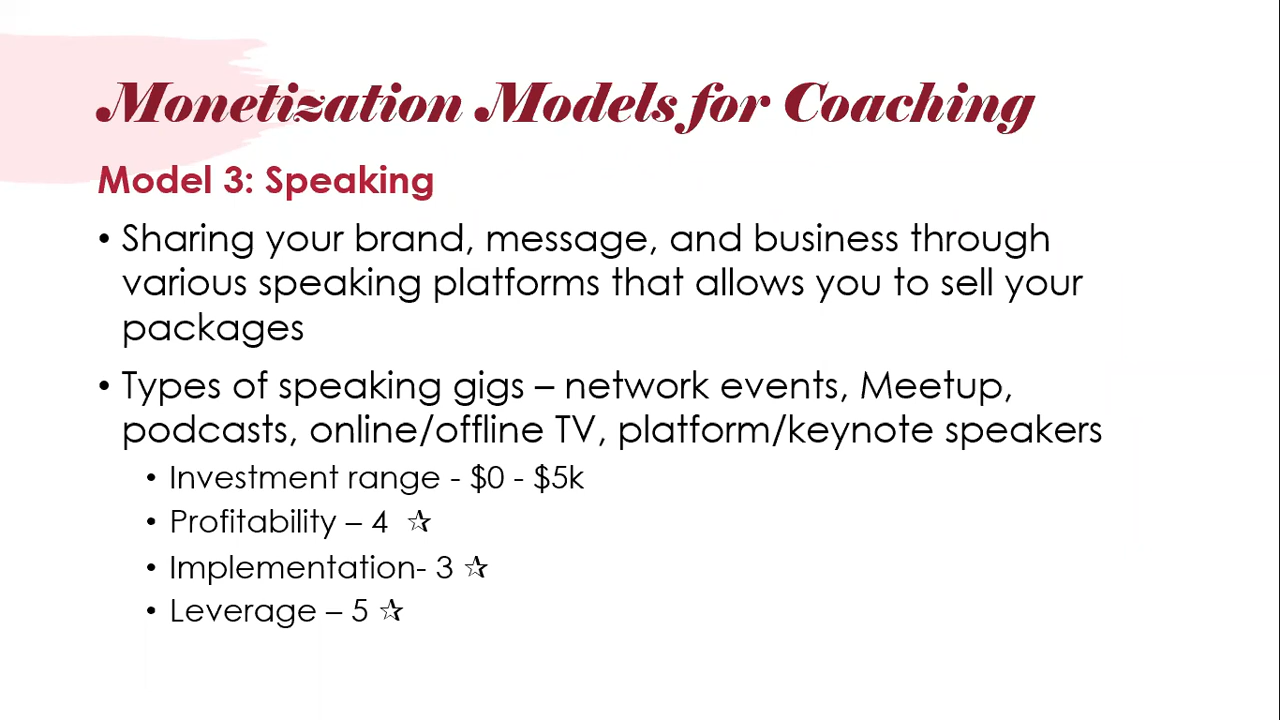 Monetization Models for Coaching
Model 3: Speaking
• Sharing your brand, message, and business through
various speaking platforms that allows you to sell your
packages
• Types of speaking gigs – network events, Meetup,
podcasts, online/offline TV, platform/keynote speakers
• Investment range - $0 - $5k
• Profitability – 4 ☆
• Implementation- 3 ☆
• Leverage – 5 ☆